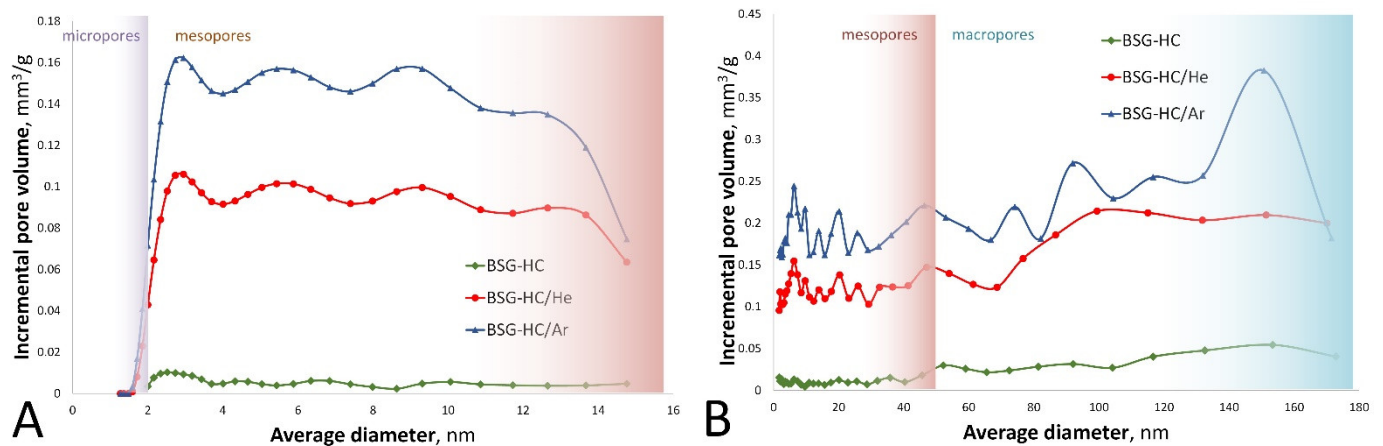 Incremental pore volume, mm³/g
0.18
0.16
0.14
0.12
0.1
0.08
0.06
0.04
0.02
0
micropores
mesopores
BSG-HC
BSG-HC/He
BSG-HC/Ar
0 2 4 6 8 10 12 14 16
Average diameter, nm
A
Incremental pore volume, mm³/g
0.45
0.4
0.35
0.3
0.25
0.2
0.15
0.1
0.05
0
mesopores
macropores
BSG-HC
BSG-HC/He
BSG-HC/Ar
0 20 40 60 80 100 120 140 160 180
Average diameter, nm
B